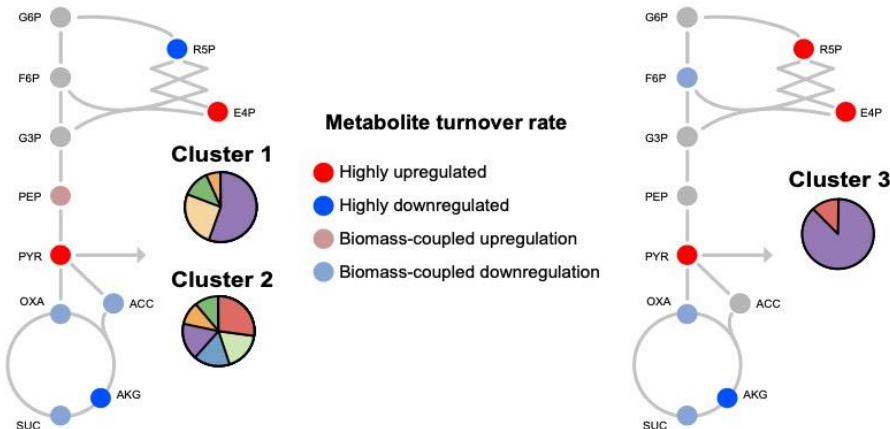 G6P
R5P
F6P
E4P
G3P
Cluster 1
PEP
PYR
Cluster 2
OXA
ACC
AKG
SUC
Metabolite turnover rate
Highly upregulated
Highly downregulated
Biomass-coupled upregulation
Biomass-coupled downregulation
G6P
R5P
F6P
E4P
G3P
Cluster 3
PEP
PYR
OXA
ACC
AKG
SUC